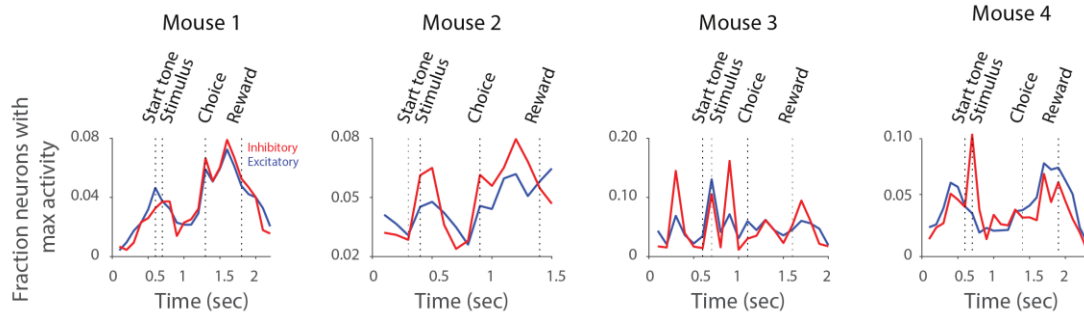 Mouse 1
Mouse 2
Mouse 3
Mouse 4
Start tone
Stimulus
Choice
Reward
Start tone
Stimulus
Choice
Reward
Start tone
Stimulus
Choice
Reward
Start tone
Stimulus
Choice
Reward
Fraction neurons with
max activity
0.08
0.04
0
Inhibitory
Excitatory
0 0.5 1 1.5 2
Time (sec)
0.08
0.05
0.02
0 0.5 1 1.5
Time (sec)
0.20
0.10
0
0 0.5 1 1.5 2
Time (sec)
0.10
0.05
0
0 0.5 1 1.5 2
Time (sec)